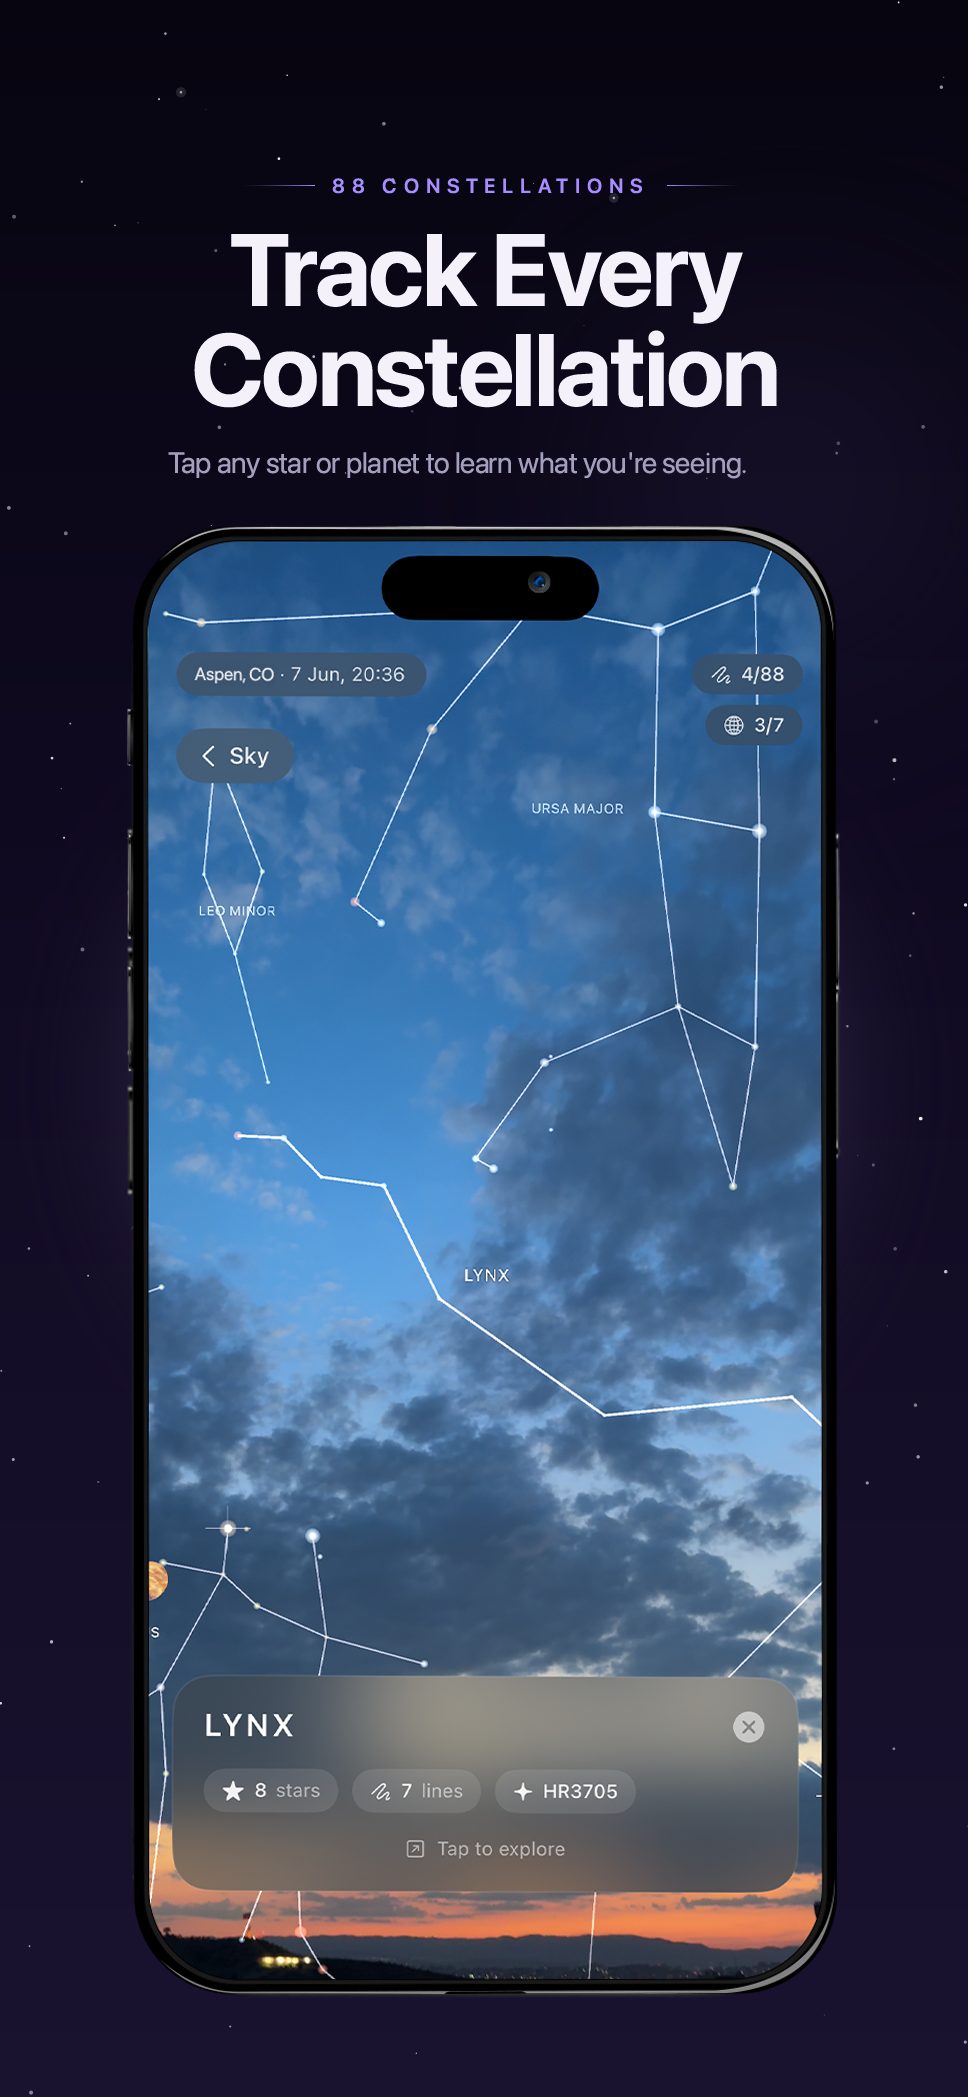 88 CONSTELLATIONS
Track Every
Constellation
Tap any star or planet to learn what you're seeing.
Aspen, CO · 7 Jun, 20:36
4/88
3/7
Sky
URSA MAJOR
LEO MINOR
LYNX
S
LYNX
8 stars
7 lines
HR3705
Tap to explore